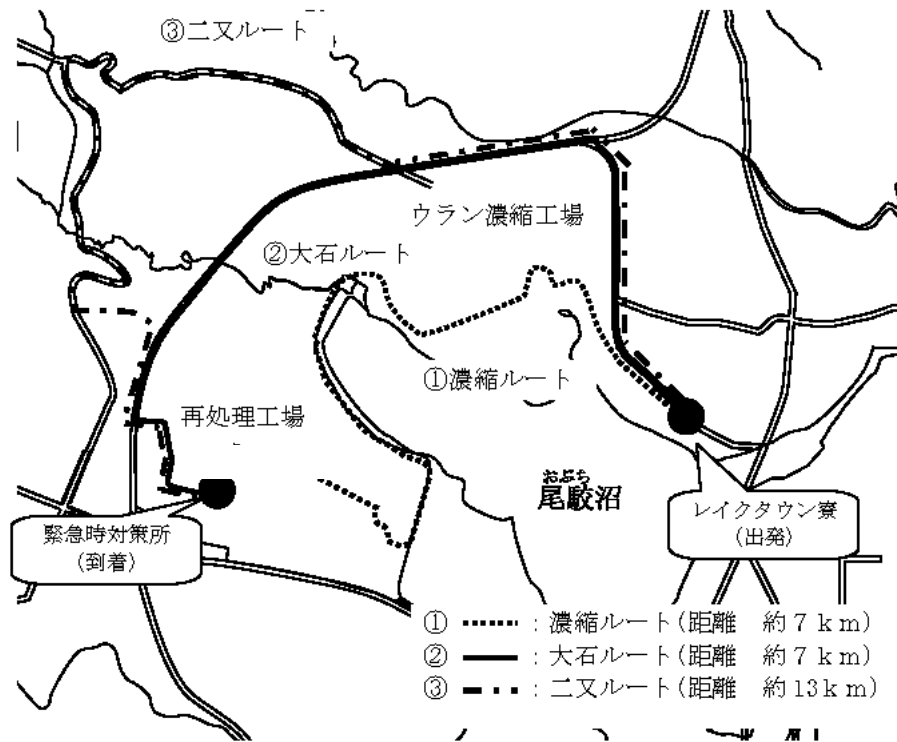 ③二又ルート
ウラン濃縮工場
②大石ルート
①濃縮ルート
再処理工場
おぶち
尾駮沼
レイクタウン寮
(出発)
緊急時対策所
(到着)
① : 濃縮ルート(距離 約7km)
② : 大石ルート(距離 約7km)
③ : 二又ルート(距離 約13km)